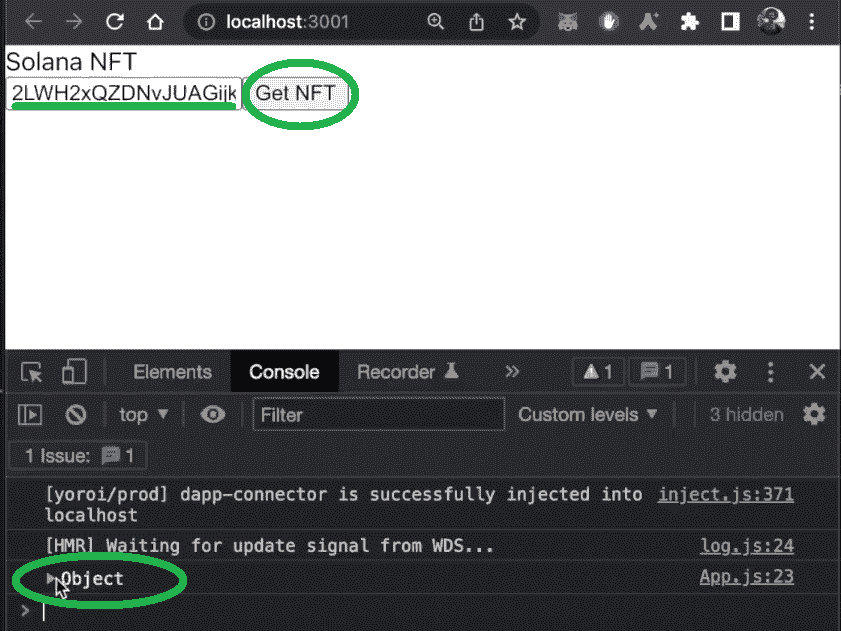 localhost:3001
Solana NFT
2LWH2xQZDNvJUAGijk Get NFT
Elements Console Recorder » 1 1
top ▼ Filter Custom levels ▼ 3 hidden
1 Issue: 1
[yoroi/prod] dapp-connector is successfully injected into inject.js:371
localhost
[HMR] Waiting for update signal from WDS... log.js:24
▶Object App.js:23
>